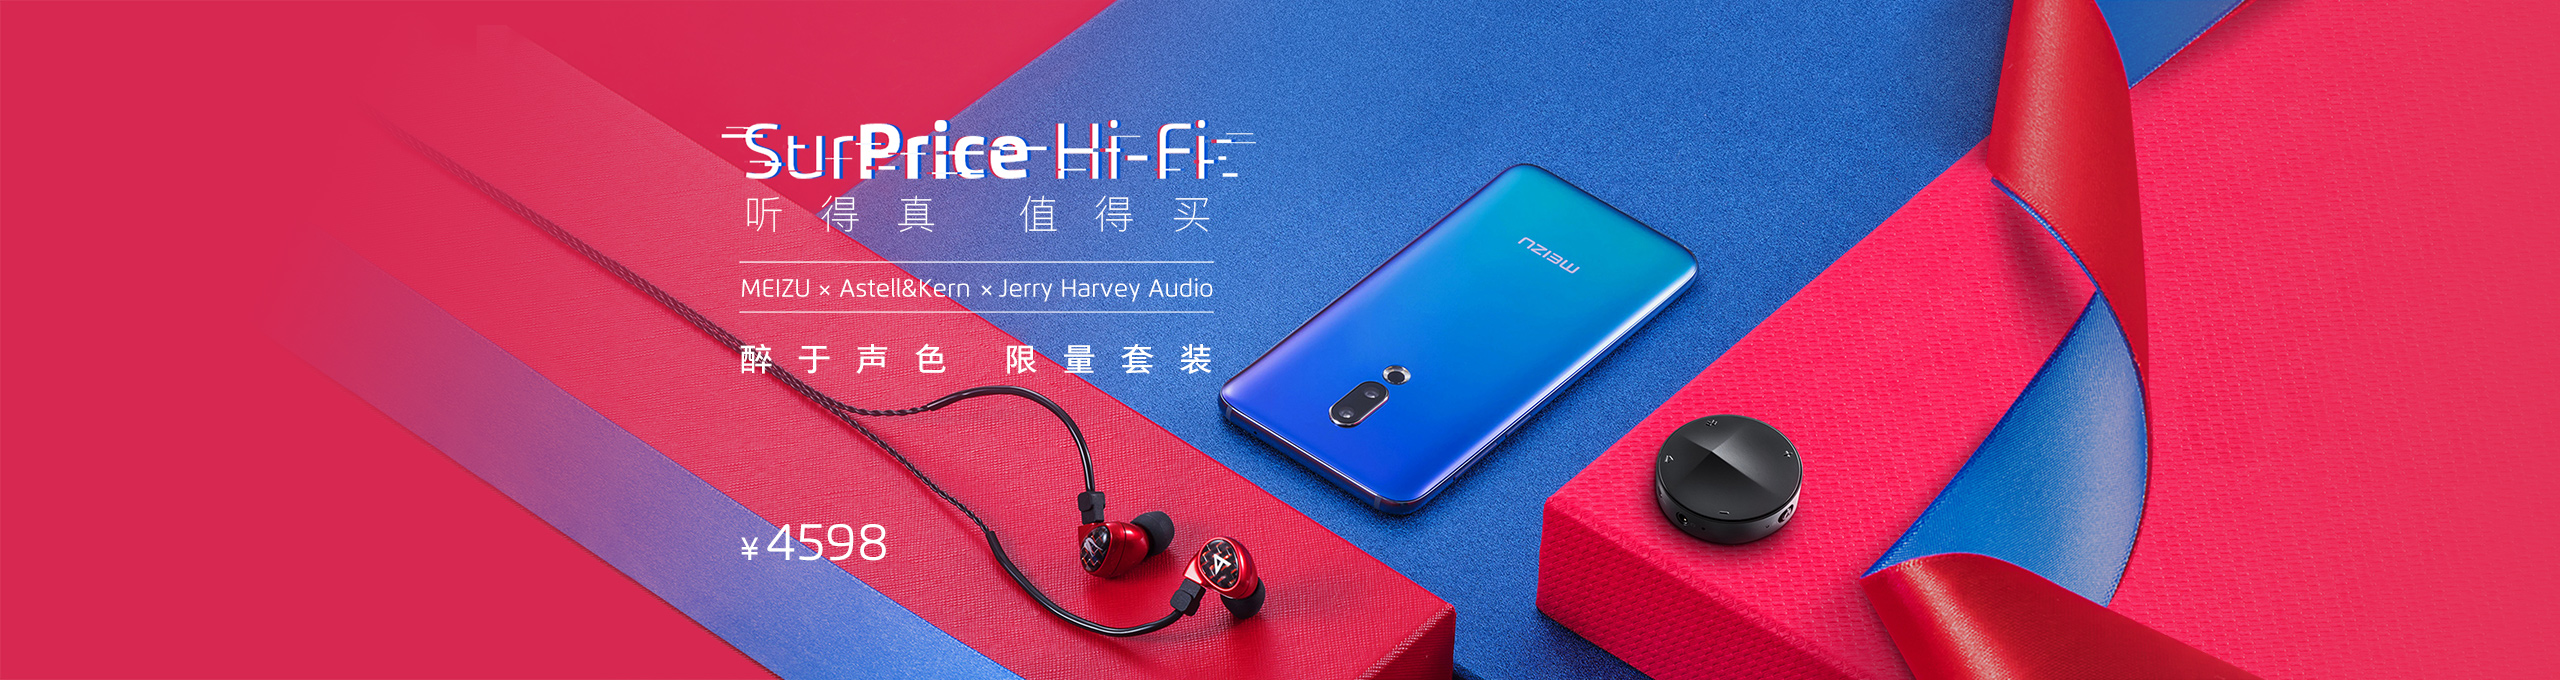 SurPrice Hi-Fi
听得真 值得买
MEIZU × Astell&Kern × Jerry Harvey Audio
醉于声色 限量套装
¥4598
MEIZU